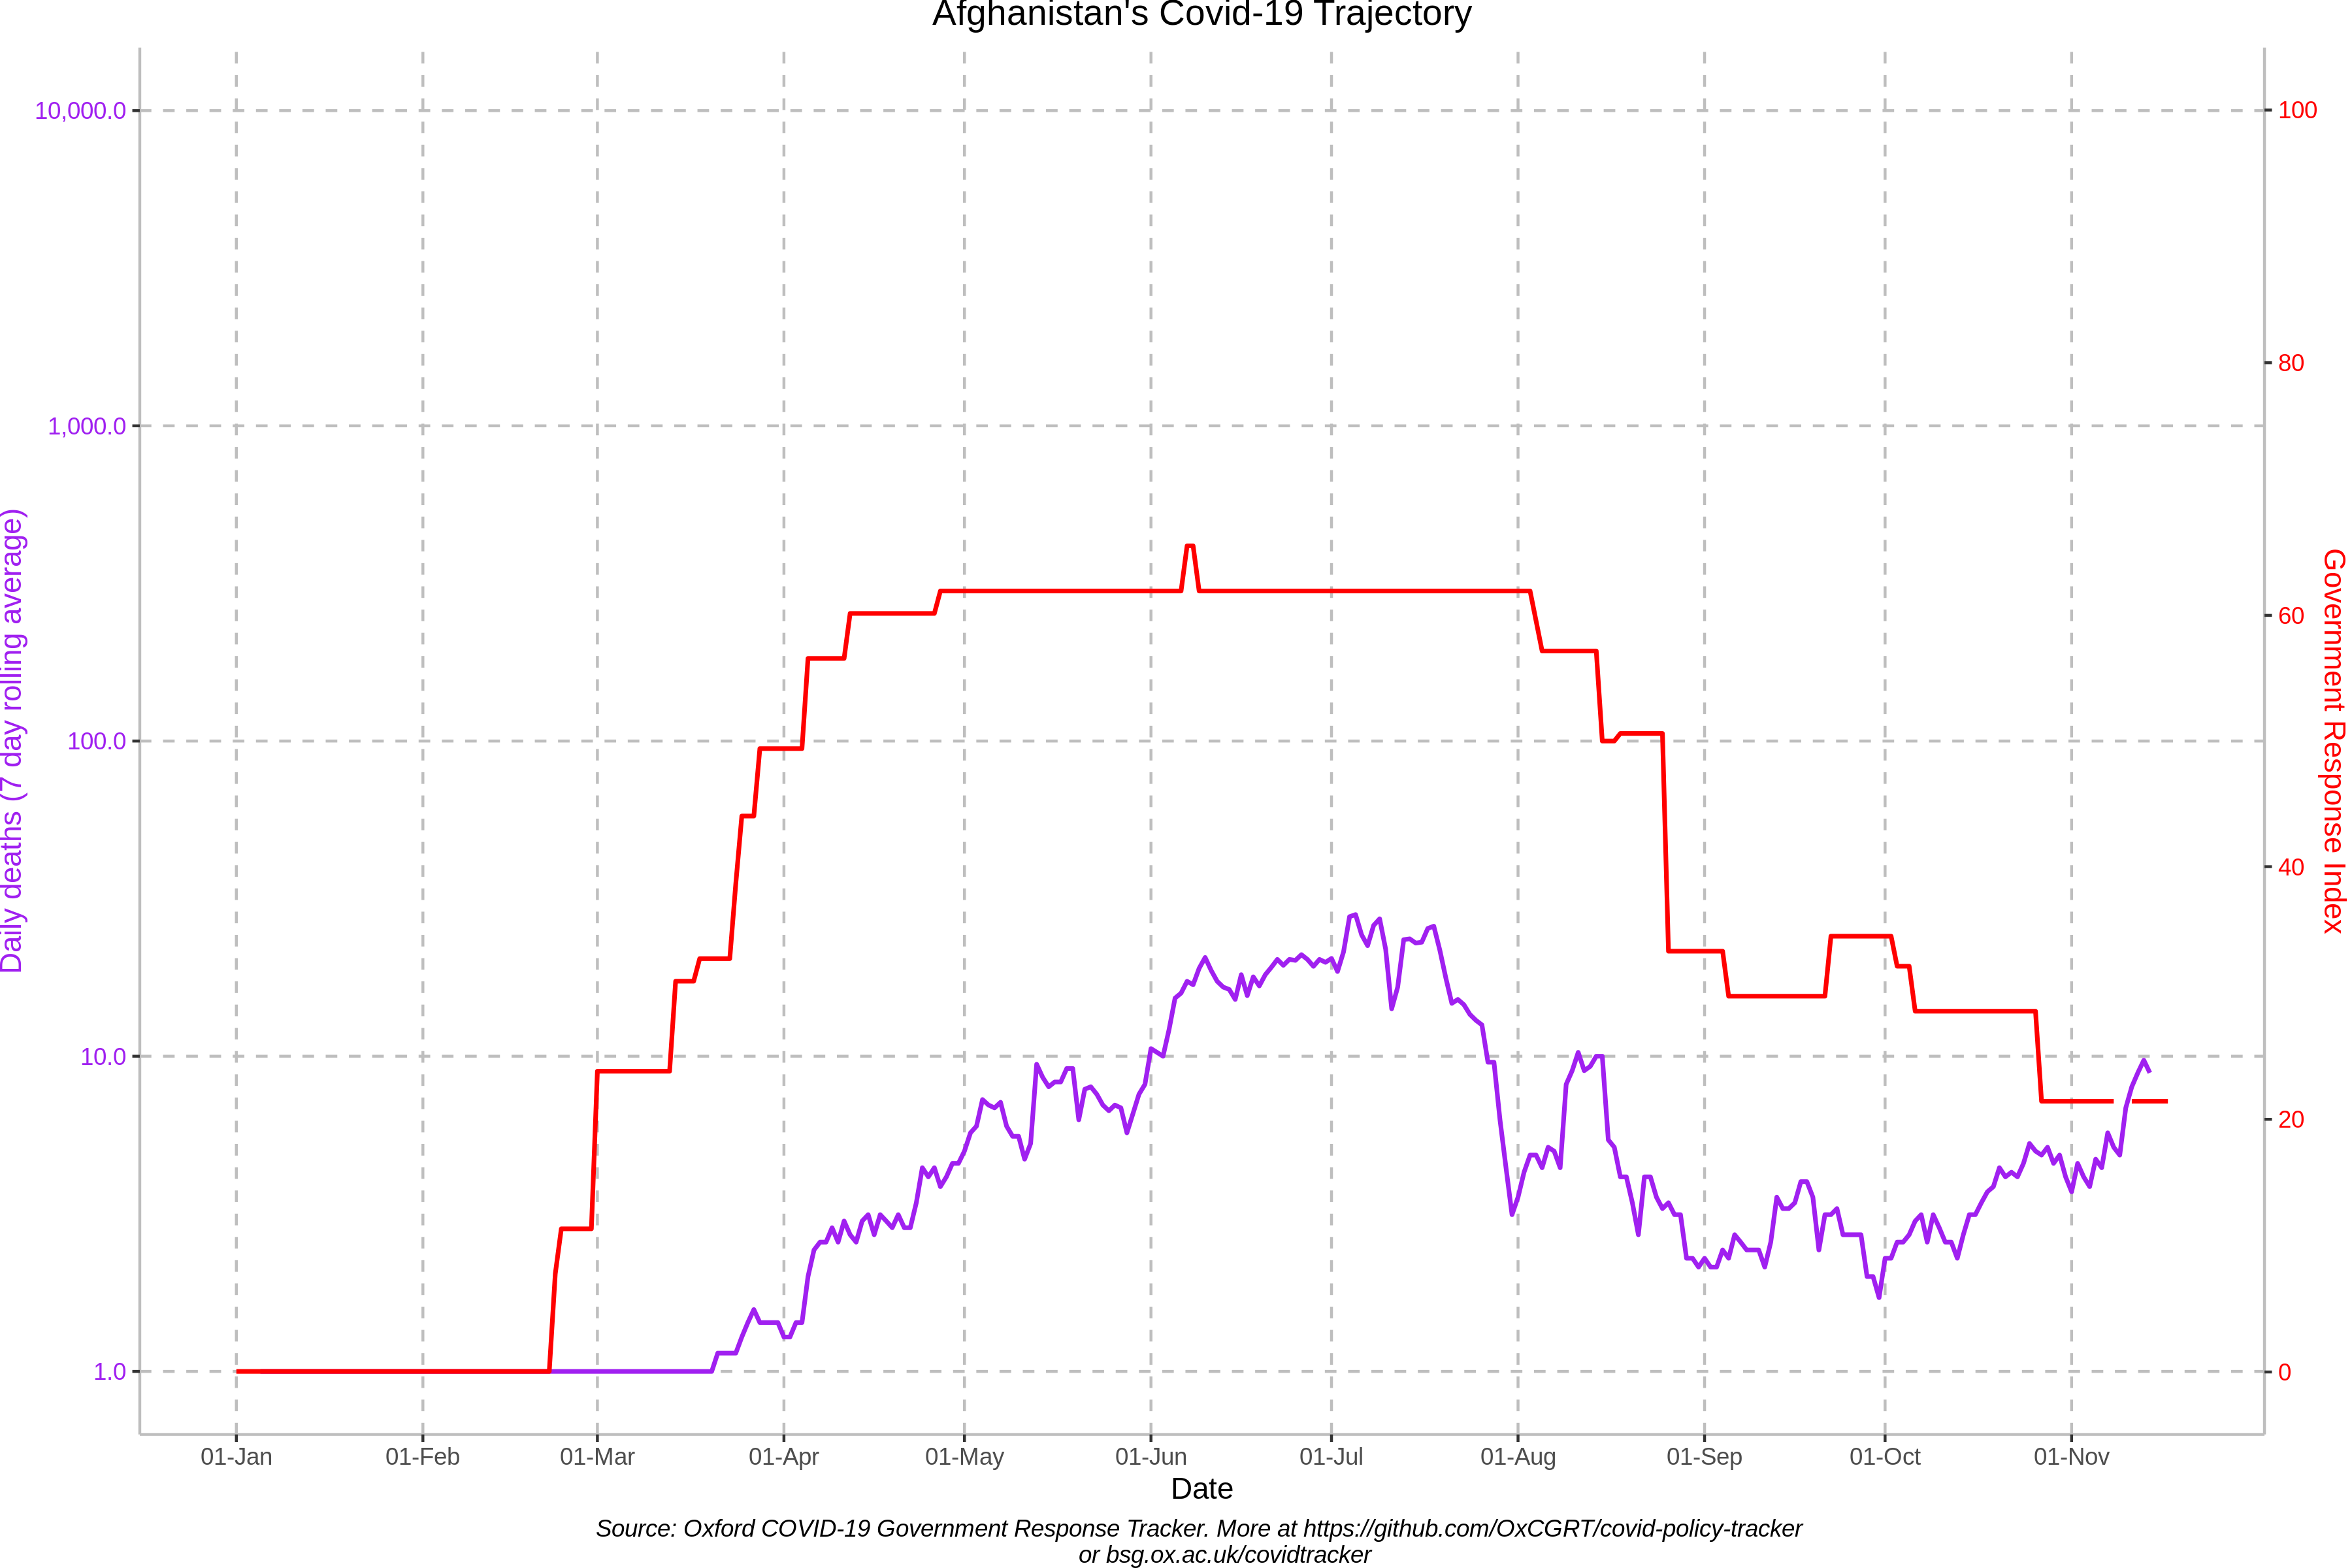 Afghanistan's Covid-19 Trajectory
10,000.0
1,000.0
100.0
10.0
1.0
Daily deaths (7 day rolling average)
100
80
60
40
20
0
Government Response Index
01-Jan 01-Feb 01-Mar 01-Apr 01-May 01-Jun 01-Jul 01-Aug 01-Sep 01-Oct 01-Nov
Date
Source: Oxford COVID-19 Government Response Tracker. More at https://github.com/OxCGRT/covid-policy-tracker
or bsg.ox.ac.uk/covidtracker